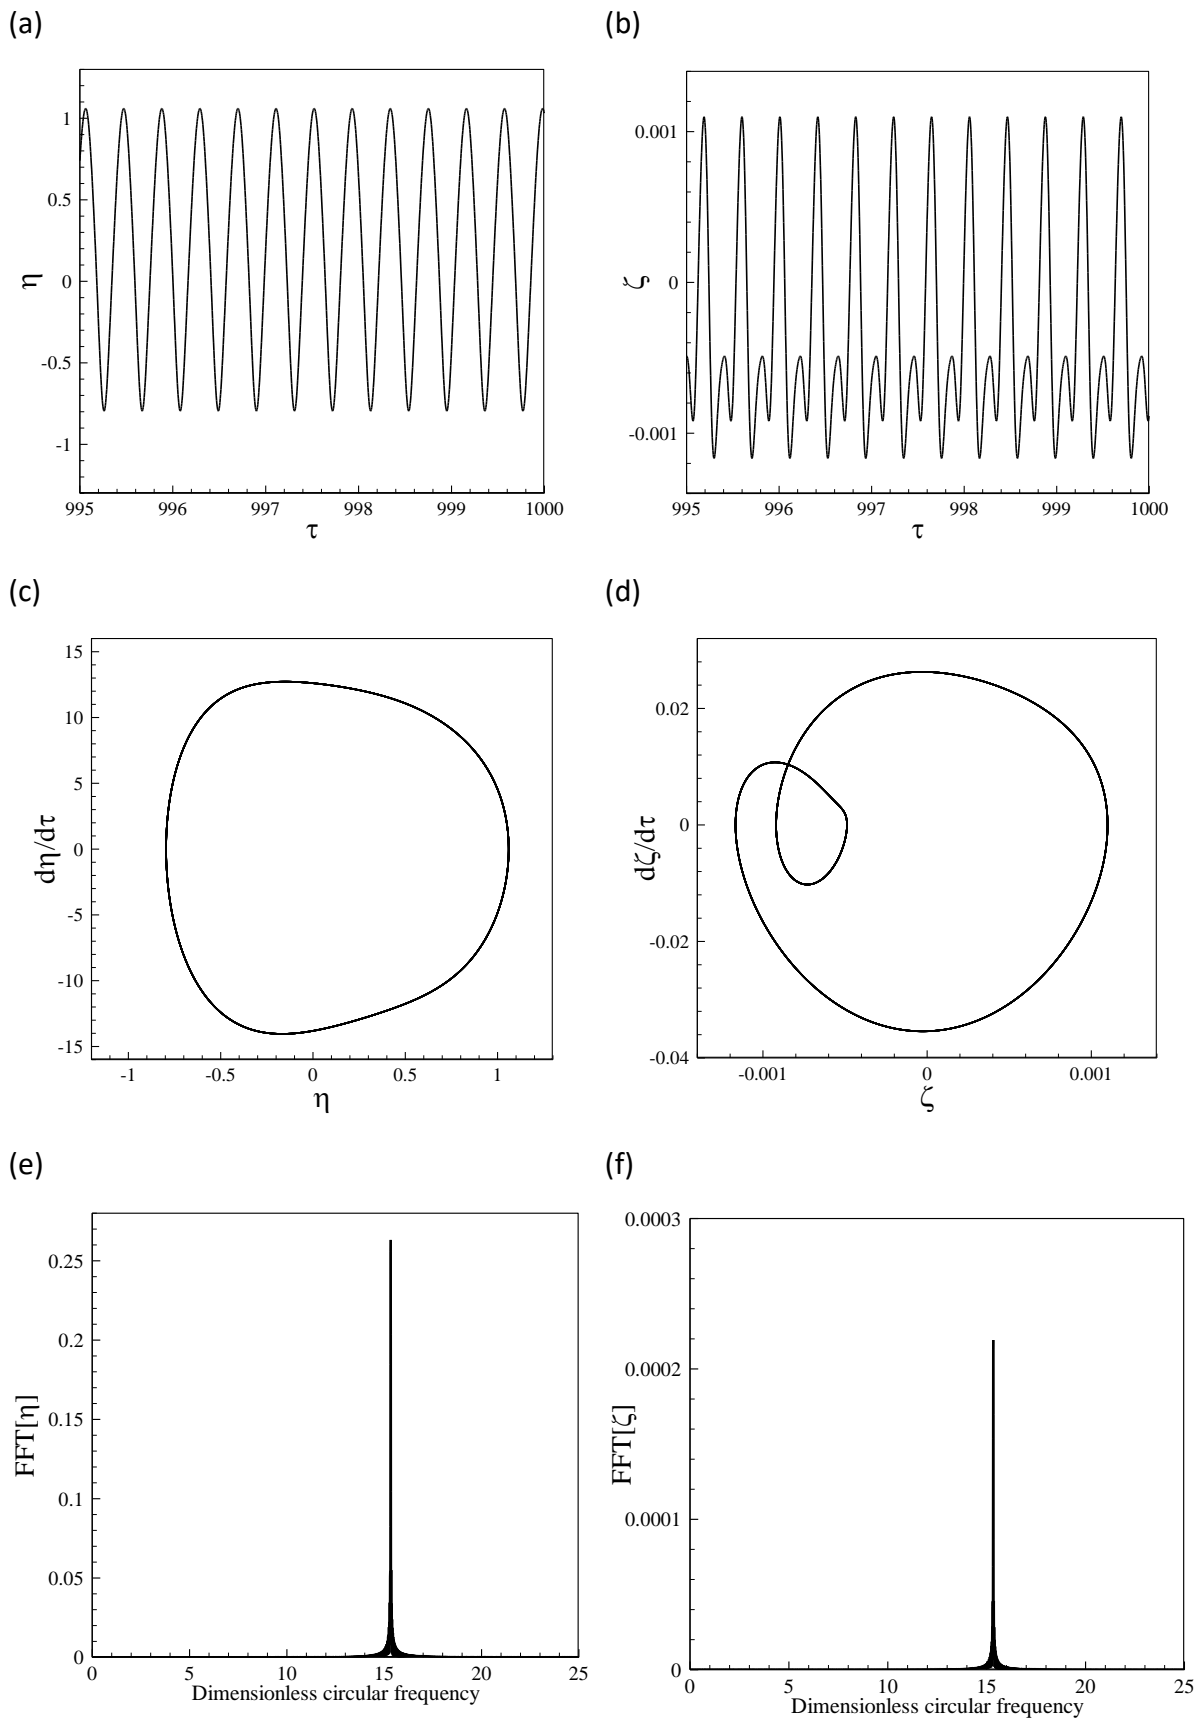 (a)
(b)
1
0.5
0
-0.5
-1
η
995 996 997 998 999 1000
τ
0.001
0
-0.001
ζ
995 996 997 998 999 1000
τ
(c)
(d)
15
10
5
0
-5
-10
-15
dη/dτ
-1 -0.5 0 0.5 1
η
0.02
0
-0.02
-0.04
dζ/dτ
-0.001 0 0.001
ζ
(e)
(f)
0.25
0.2
0.15
0.1
0.05
0
FFT[η]
0 5 10 15 20 25
Dimensionless circular frequency
0.0003
0.0002
0.0001
0
FFT[ζ]
0 5 10 15 20 25
Dimensionless circular frequency